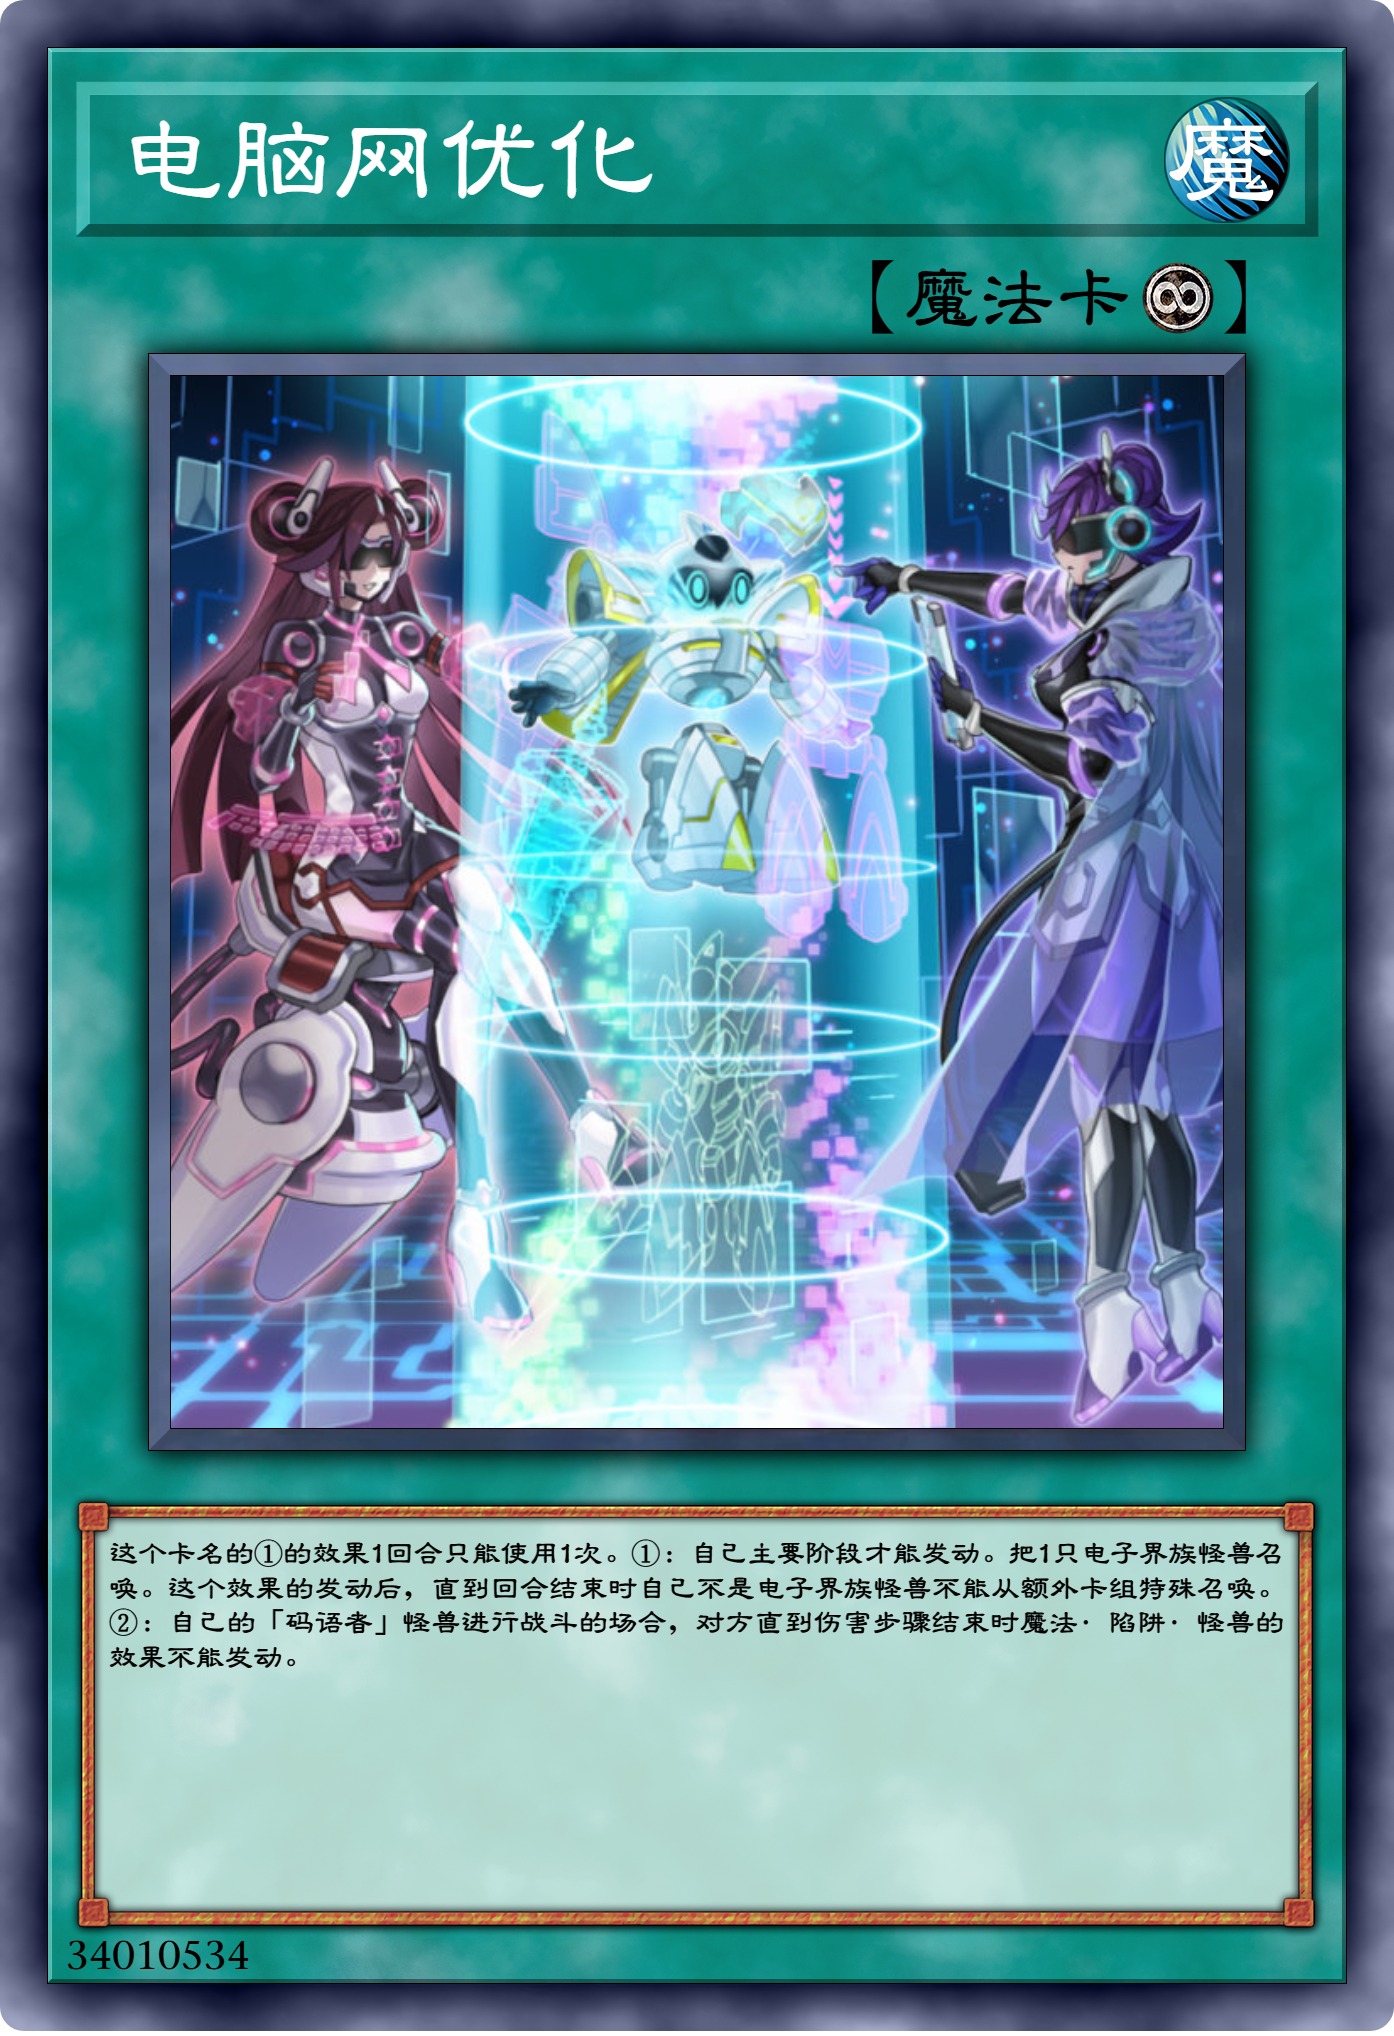 电脑网优化
魔
【魔法卡】
这个卡名的①的效果1回合只能使用1次。①：自己主要阶段才能发动。把1只电子界族怪兽召
唤。这个效果的发动后，直到回合结束时自己不是电子界族怪兽不能从额外卡组特殊召唤。
②：自己的「码语者」怪兽进行战斗的场合，对方直到伤害步骤结束时魔法·陷阱·怪兽的
效果不能发动。
34010534